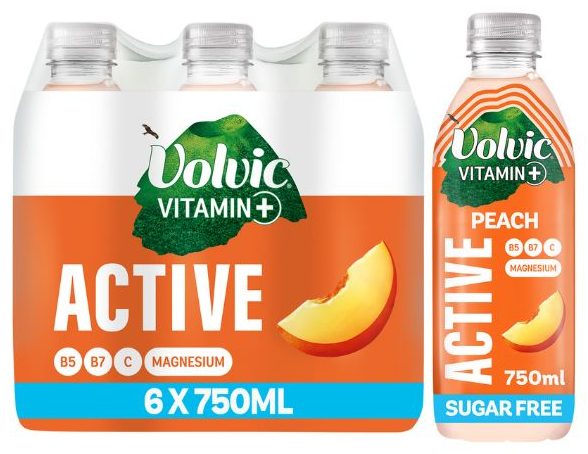 Volvic
VITAMIN+
ACTIVE
B5 B7 C MAGNESIUM
6 X 750ML
Volvic
VITAMIN+
PEACH
ACTIVE
B5 B7 C
MAGNESIUM
750ml
SUGAR FREE